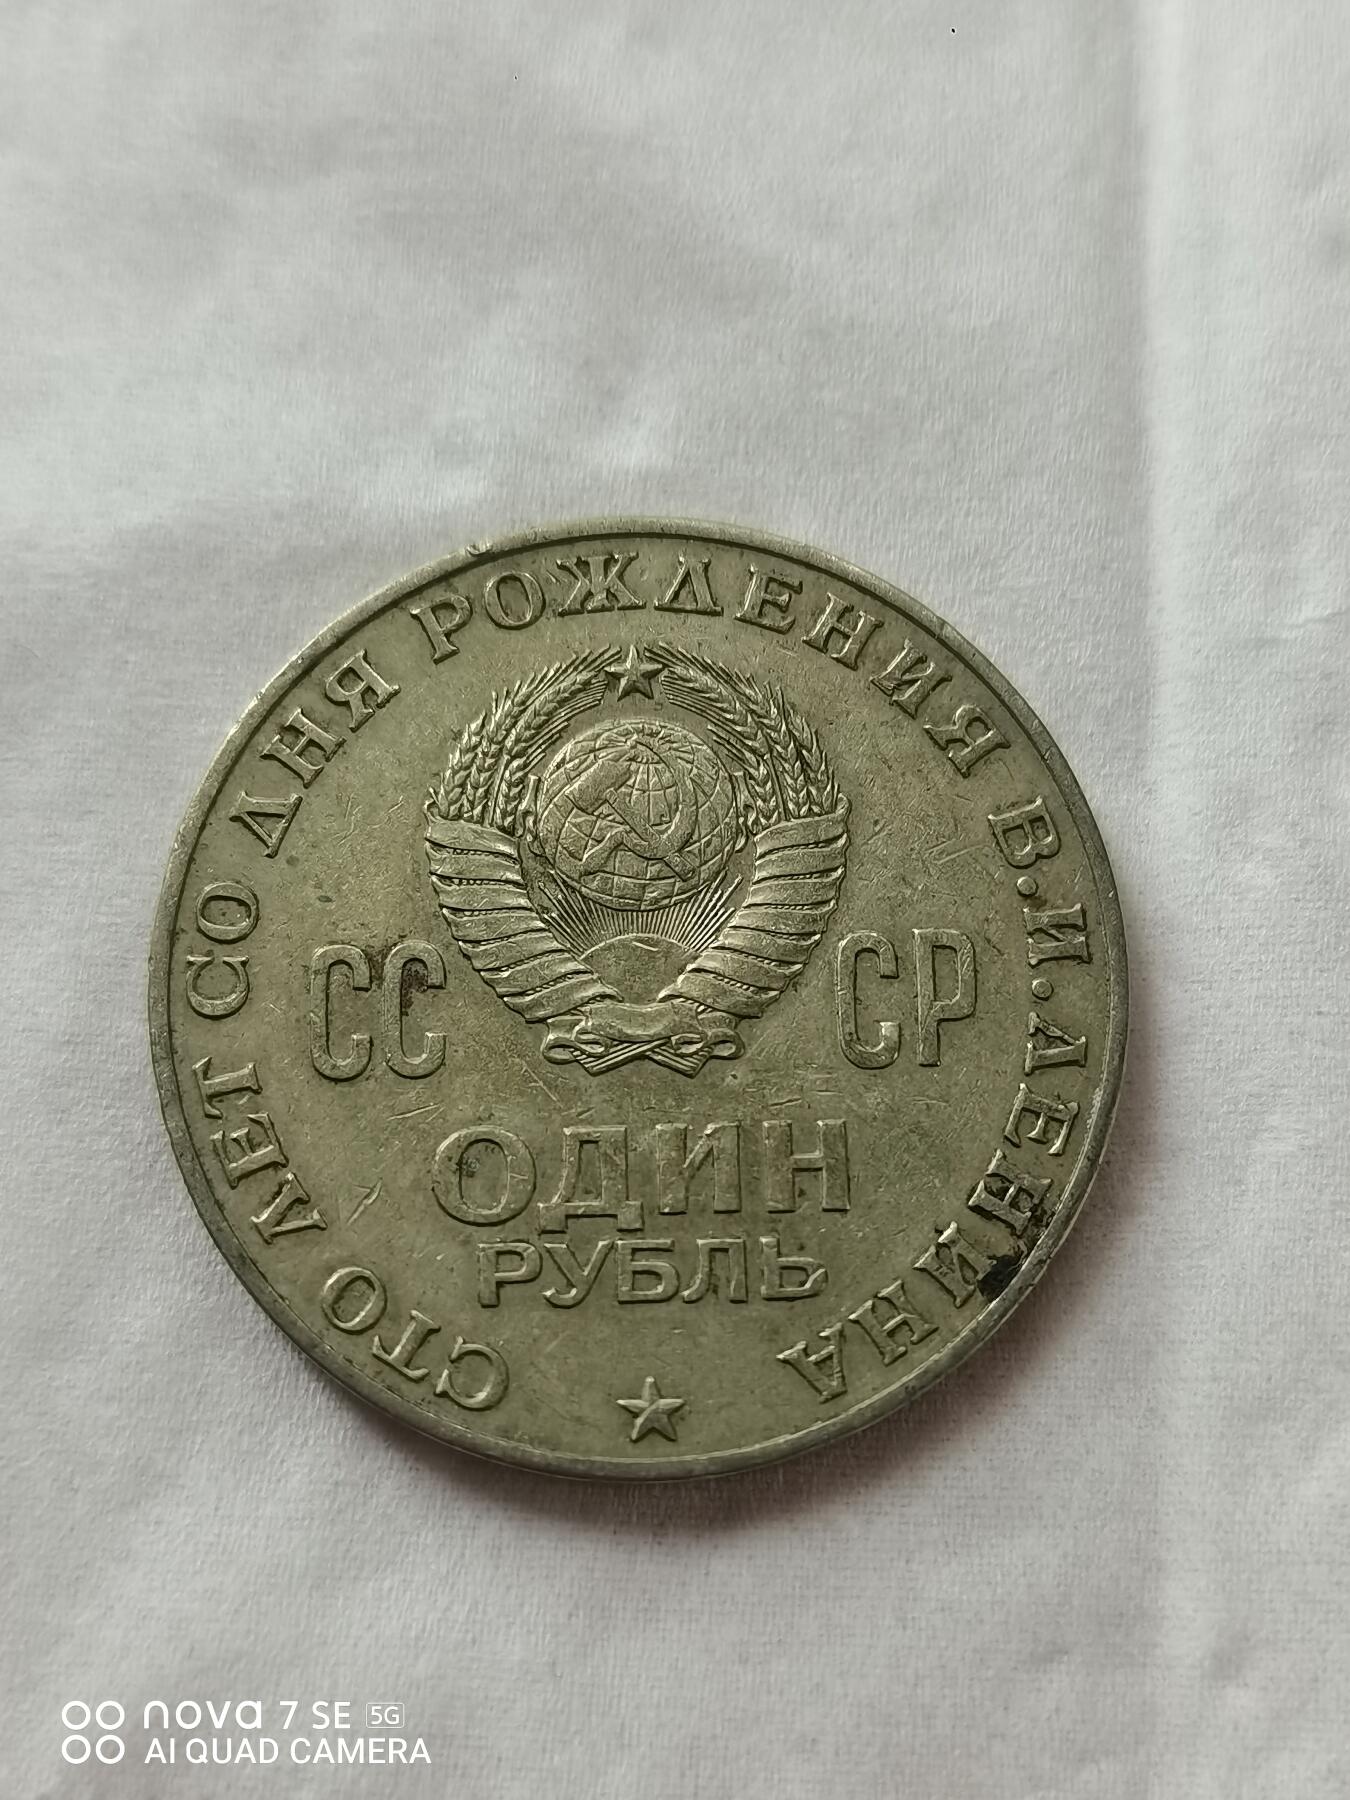 СТО ЛЕТ СО ДНЯ РОЖДЕНИЯ В.И.ЛЕНИНА
СС СР
ОДИН
РУБЛЬ
nova 7 SE 5G
AI QUAD CAMERA